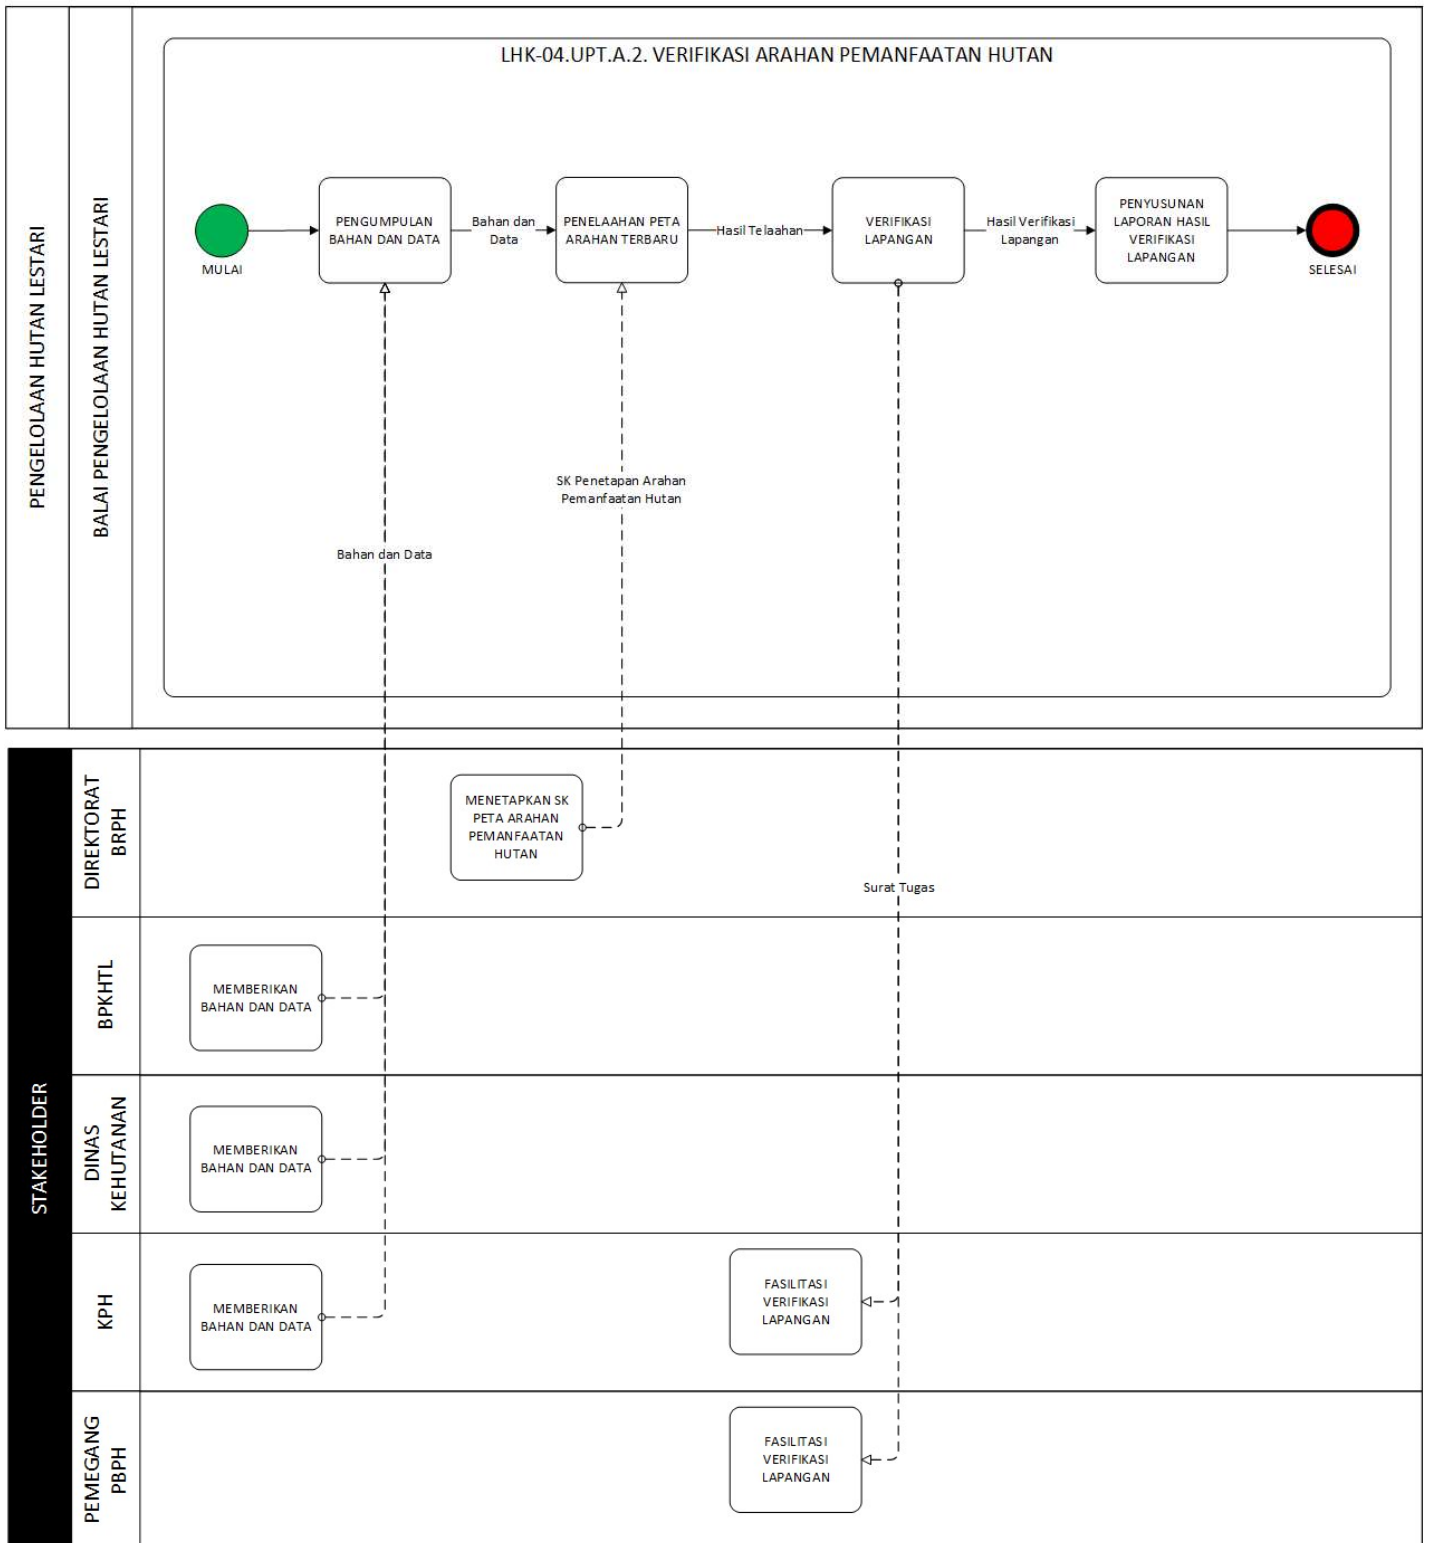 PENGELOLAAN HUTAN LESTARI
BALAI PENGELOLAAN HUTAN LESTARI
LHK-04.UPT.A.2. VERIFIKASI ARAHAN PEMANFAATAN HUTAN
MULAI
PENGUMPULAN
BAHAN DAN DATA
Bahan dan
Data
PENELAAHAN PETA
ARAHAN TERBARU
Hasil Telaahan
VERIFIKASI
LAPANGAN
Hasil Verifikasi
Lapangan
PENYUSUNAN
LAPORAN HASIL
VERIFIKASI
LAPANGAN
SELESAI
SK Penetapan Arahan
Pemanfaatan Hutan
Bahan dan Data
STAKEHOLDER
DIREKTORAT
BRPH
MENETAPKAN SK
PETA ARAHAN
PEMANFAATAN
HUTAN
Surat Tugas
BPKHTL
MEMBERIKAN
BAHAN DAN DATA
DINAS
KEHUTANAN
MEMBERIKAN
BAHAN DAN DATA
KPH
MEMBERIKAN
BAHAN DAN DATA
FASILITASI
VERIFIKASI
LAPANGAN
PEMEGANG
PBPH
FASILITASI
VERIFIKASI
LAPANGAN